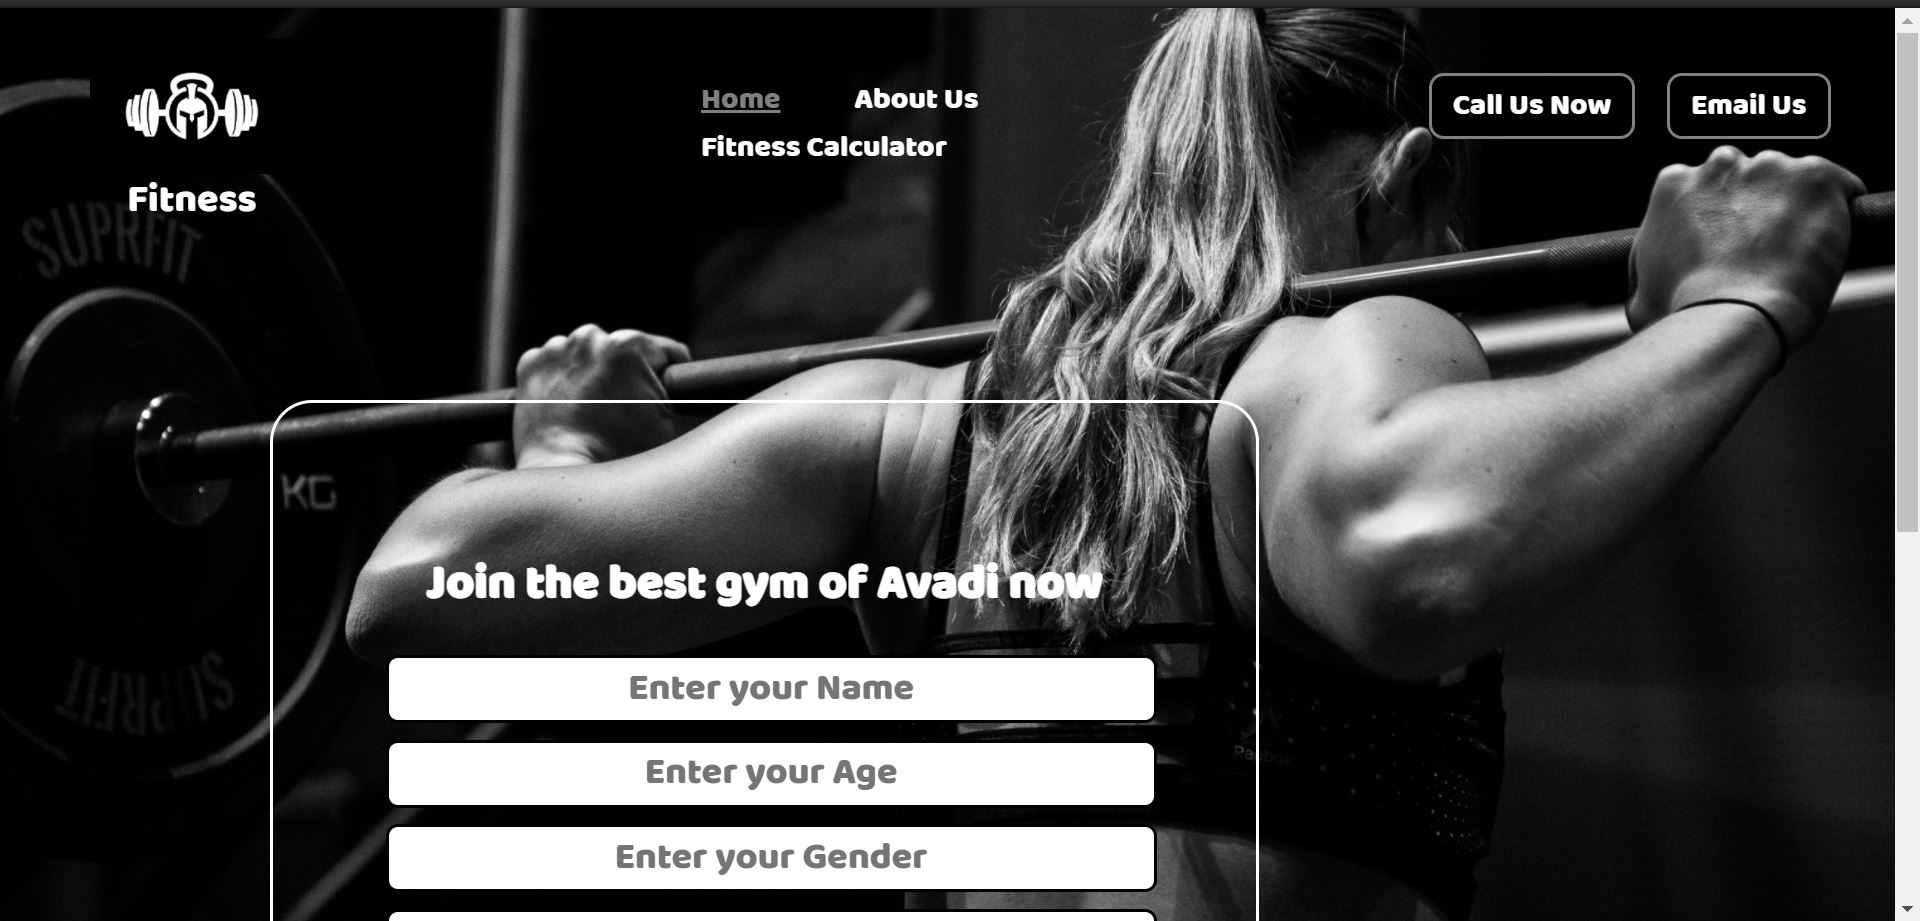 Home About Us
Call Us Now Email Us
Fitness Calculator
Fitness
SUPRFIT
KG
Join the best gym of Avadi now
SUPRFIT
Enter your Name
Reebok
Enter your Age
Enter your Gender